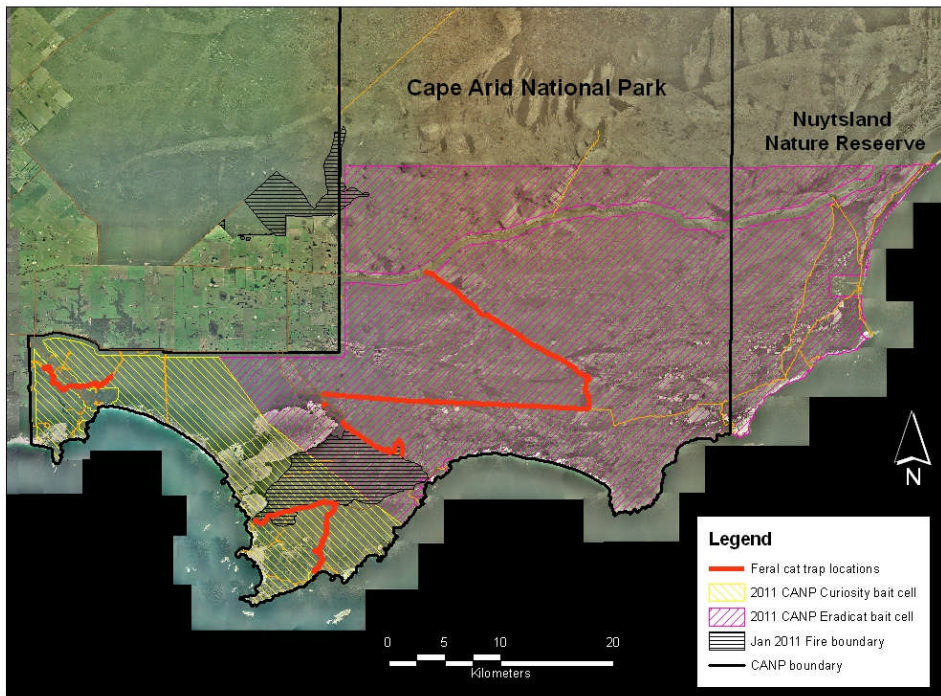 Cape Arid National Park
Nuytsland
Nature Reseerve
N
Legend
Feral cat trap locations
2011 CANP Curiosity bait cell
2011 CANP Eradicat bait cell
Jan 2011 Fire boundary
CANP boundary
0 5 10 20
Kilometers